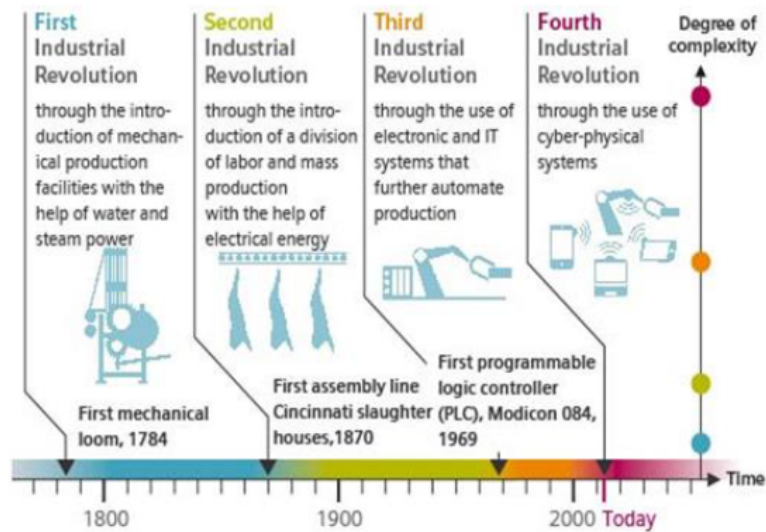 First
Industrial
Revolution
through the intro-
duction of mechan-
ical production
facilities with the
help of water and
steam power
Second
Industrial
Revolution
through the intro-
duction of a division
of labor and mass
production
with the help of
electrical energy
Third
Industrial
Revolution
through the use of
electronic and IT
systems that
further automate
production
Fourth
Industrial
Revolution
through the use of
cyber-physical
systems
Degree of
complexity
First mechanical
loom, 1784
First assembly line
Cincinnati slaughter
houses,1870
First programmable
logic controller
(PLC), Modicon 084,
1969
Time
1800
1900
2000
Today